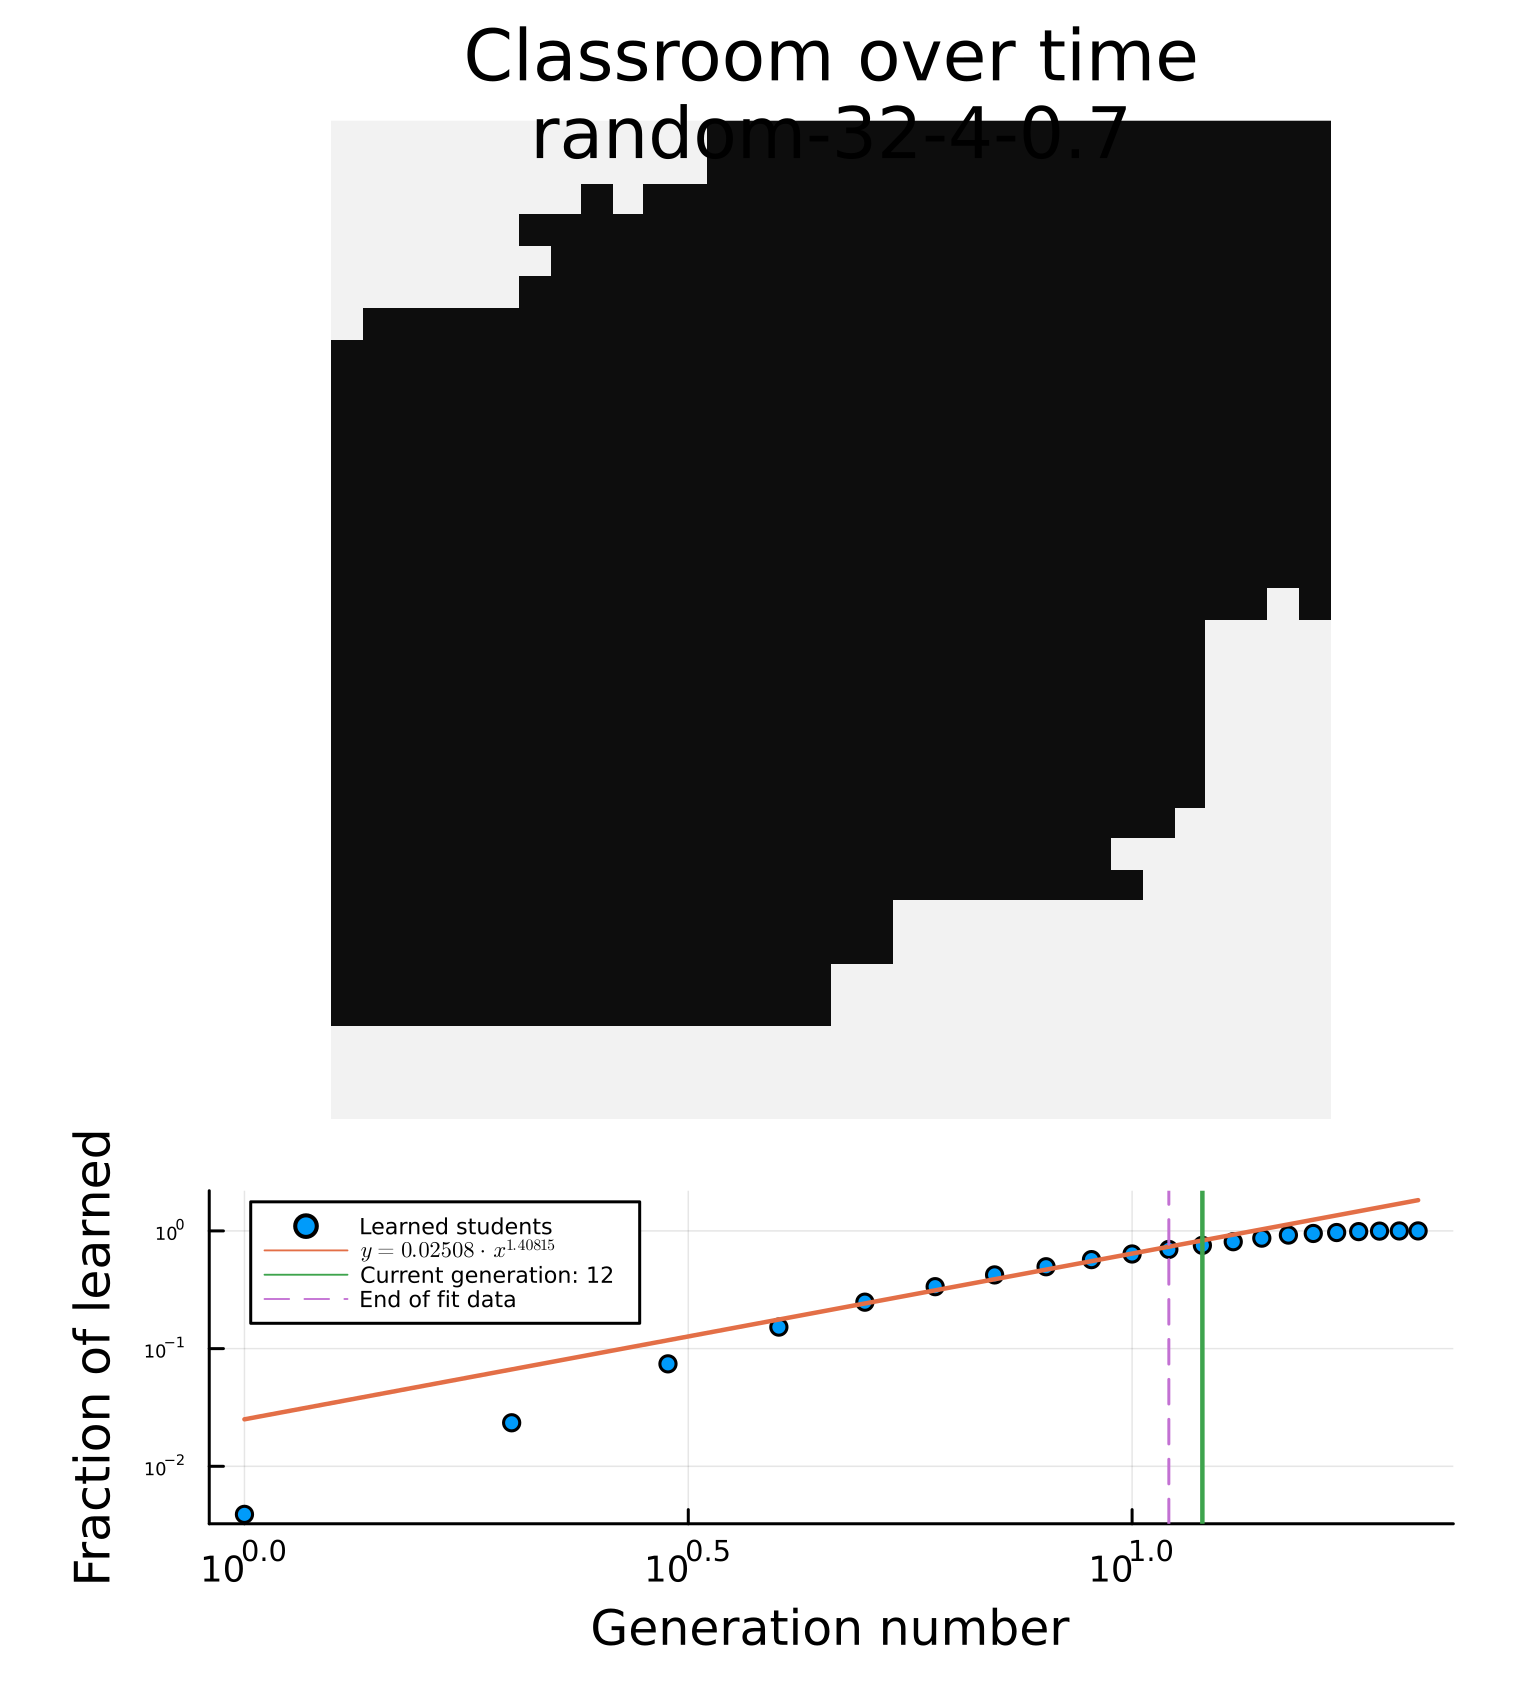 Classroom over time
random-32-4-0.7
Fraction of learned
10⁰
10⁻¹
10⁻²
Learned students
y = 0.02508 · x^1.40815
Current generation: 12
End of fit data
10^0.0
10^0.5
10^1.0
Generation number